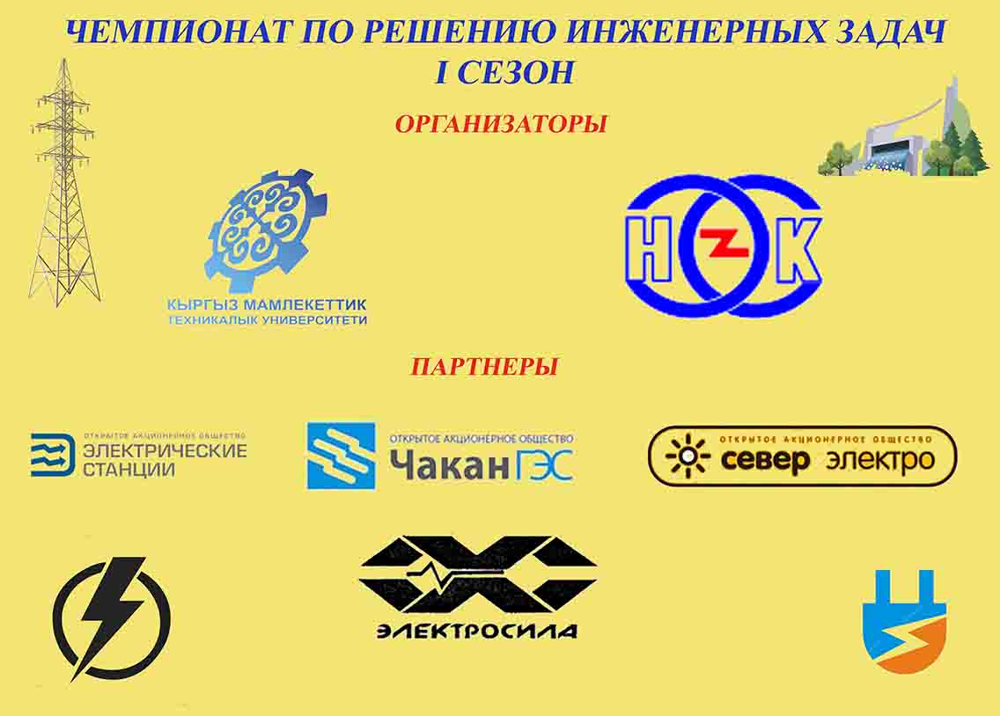 ЧЕМПИОНАТ ПО РЕШЕНИЮ ИНЖЕНЕРНЫХ ЗАДАЧ
I СЕЗОН
ОРГАНИЗАТОРЫ
КЫРГЫЗ МАМЛЕКЕТТИК
ТЕХНИКАЛЫК УНИВЕРСИТЕТИ
Н К
ПАРТНЕРЫ
ОТКРЫТОЕ АКЦИОНЕРНОЕ ОБЩЕСТВО
ЭЛЕКТРИЧЕСКИЕ
СТАНЦИИ
ОТКРЫТОЕ АКЦИОНЕРНОЕ ОБЩЕСТВО
ЧаканГЭС
ОТКРЫТОЕ АКЦИОНЕРНОЕ ОБЩЕСТВО
север электро
ЭЛЕКТРОСИЛА